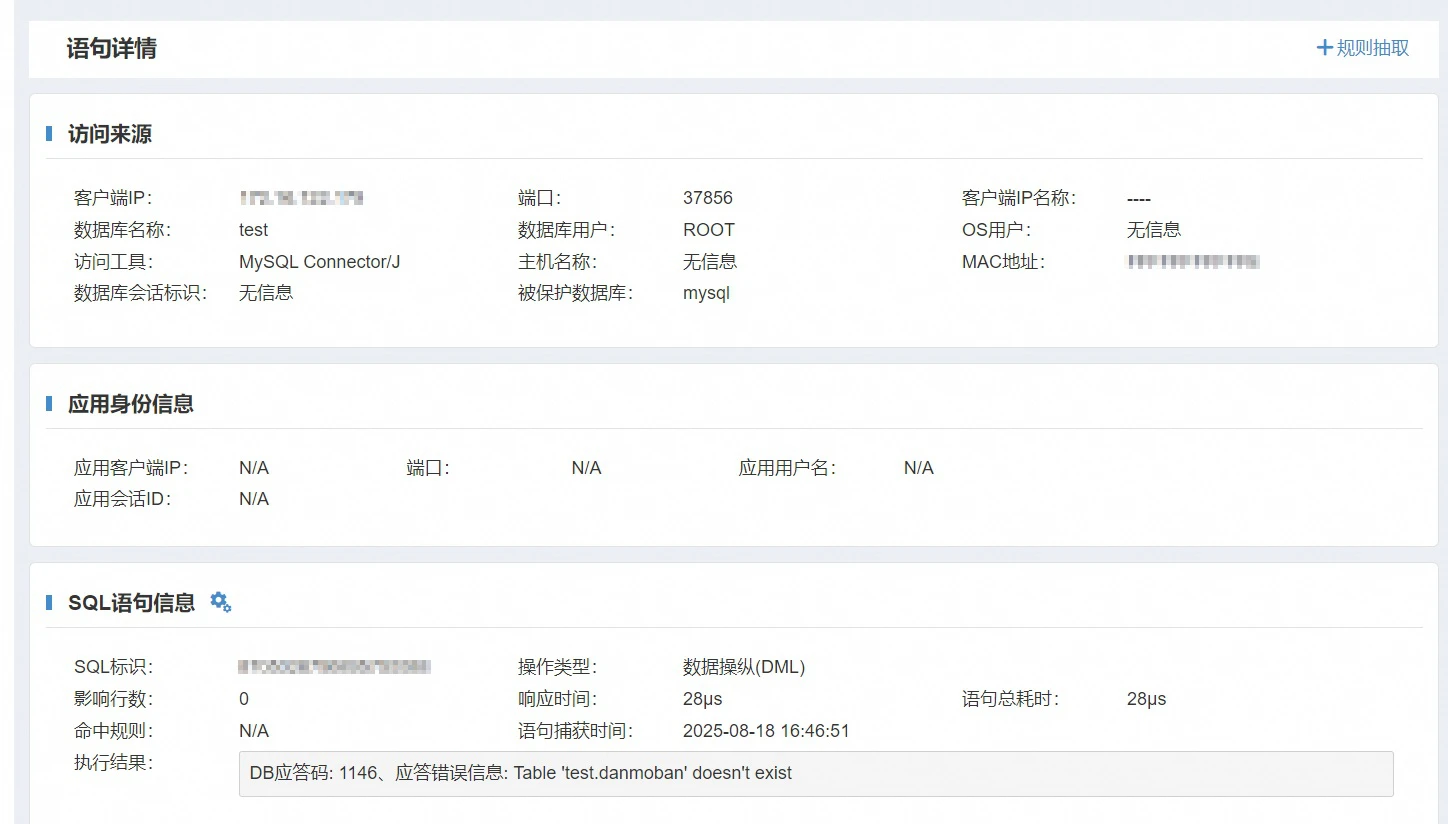 语句详情
+规则抽取
访问来源
客户端IP: 端口: 37856 客户端IP名称: ----
数据库名称: test 数据库用户: ROOT OS用户: 无信息
访问工具: MySQL Connector/J 主机名称: 无信息 MAC地址:
数据库会话标识: 无信息 被保护数据库: mysql
应用身份信息
应用客户端IP: N/A 端口: N/A 应用用户名: N/A
应用会话ID: N/A
SQL语句信息
SQL标识: 操作类型: 数据操纵(DML)
影响行数: 0 响应时间: 28μs 语句总耗时: 28μs
命中规则: N/A 语句捕获时间: 2025-08-18 16:46:51
执行结果: DB应答码: 1146、应答错误信息: Table 'test.danmoban' doesn't exist